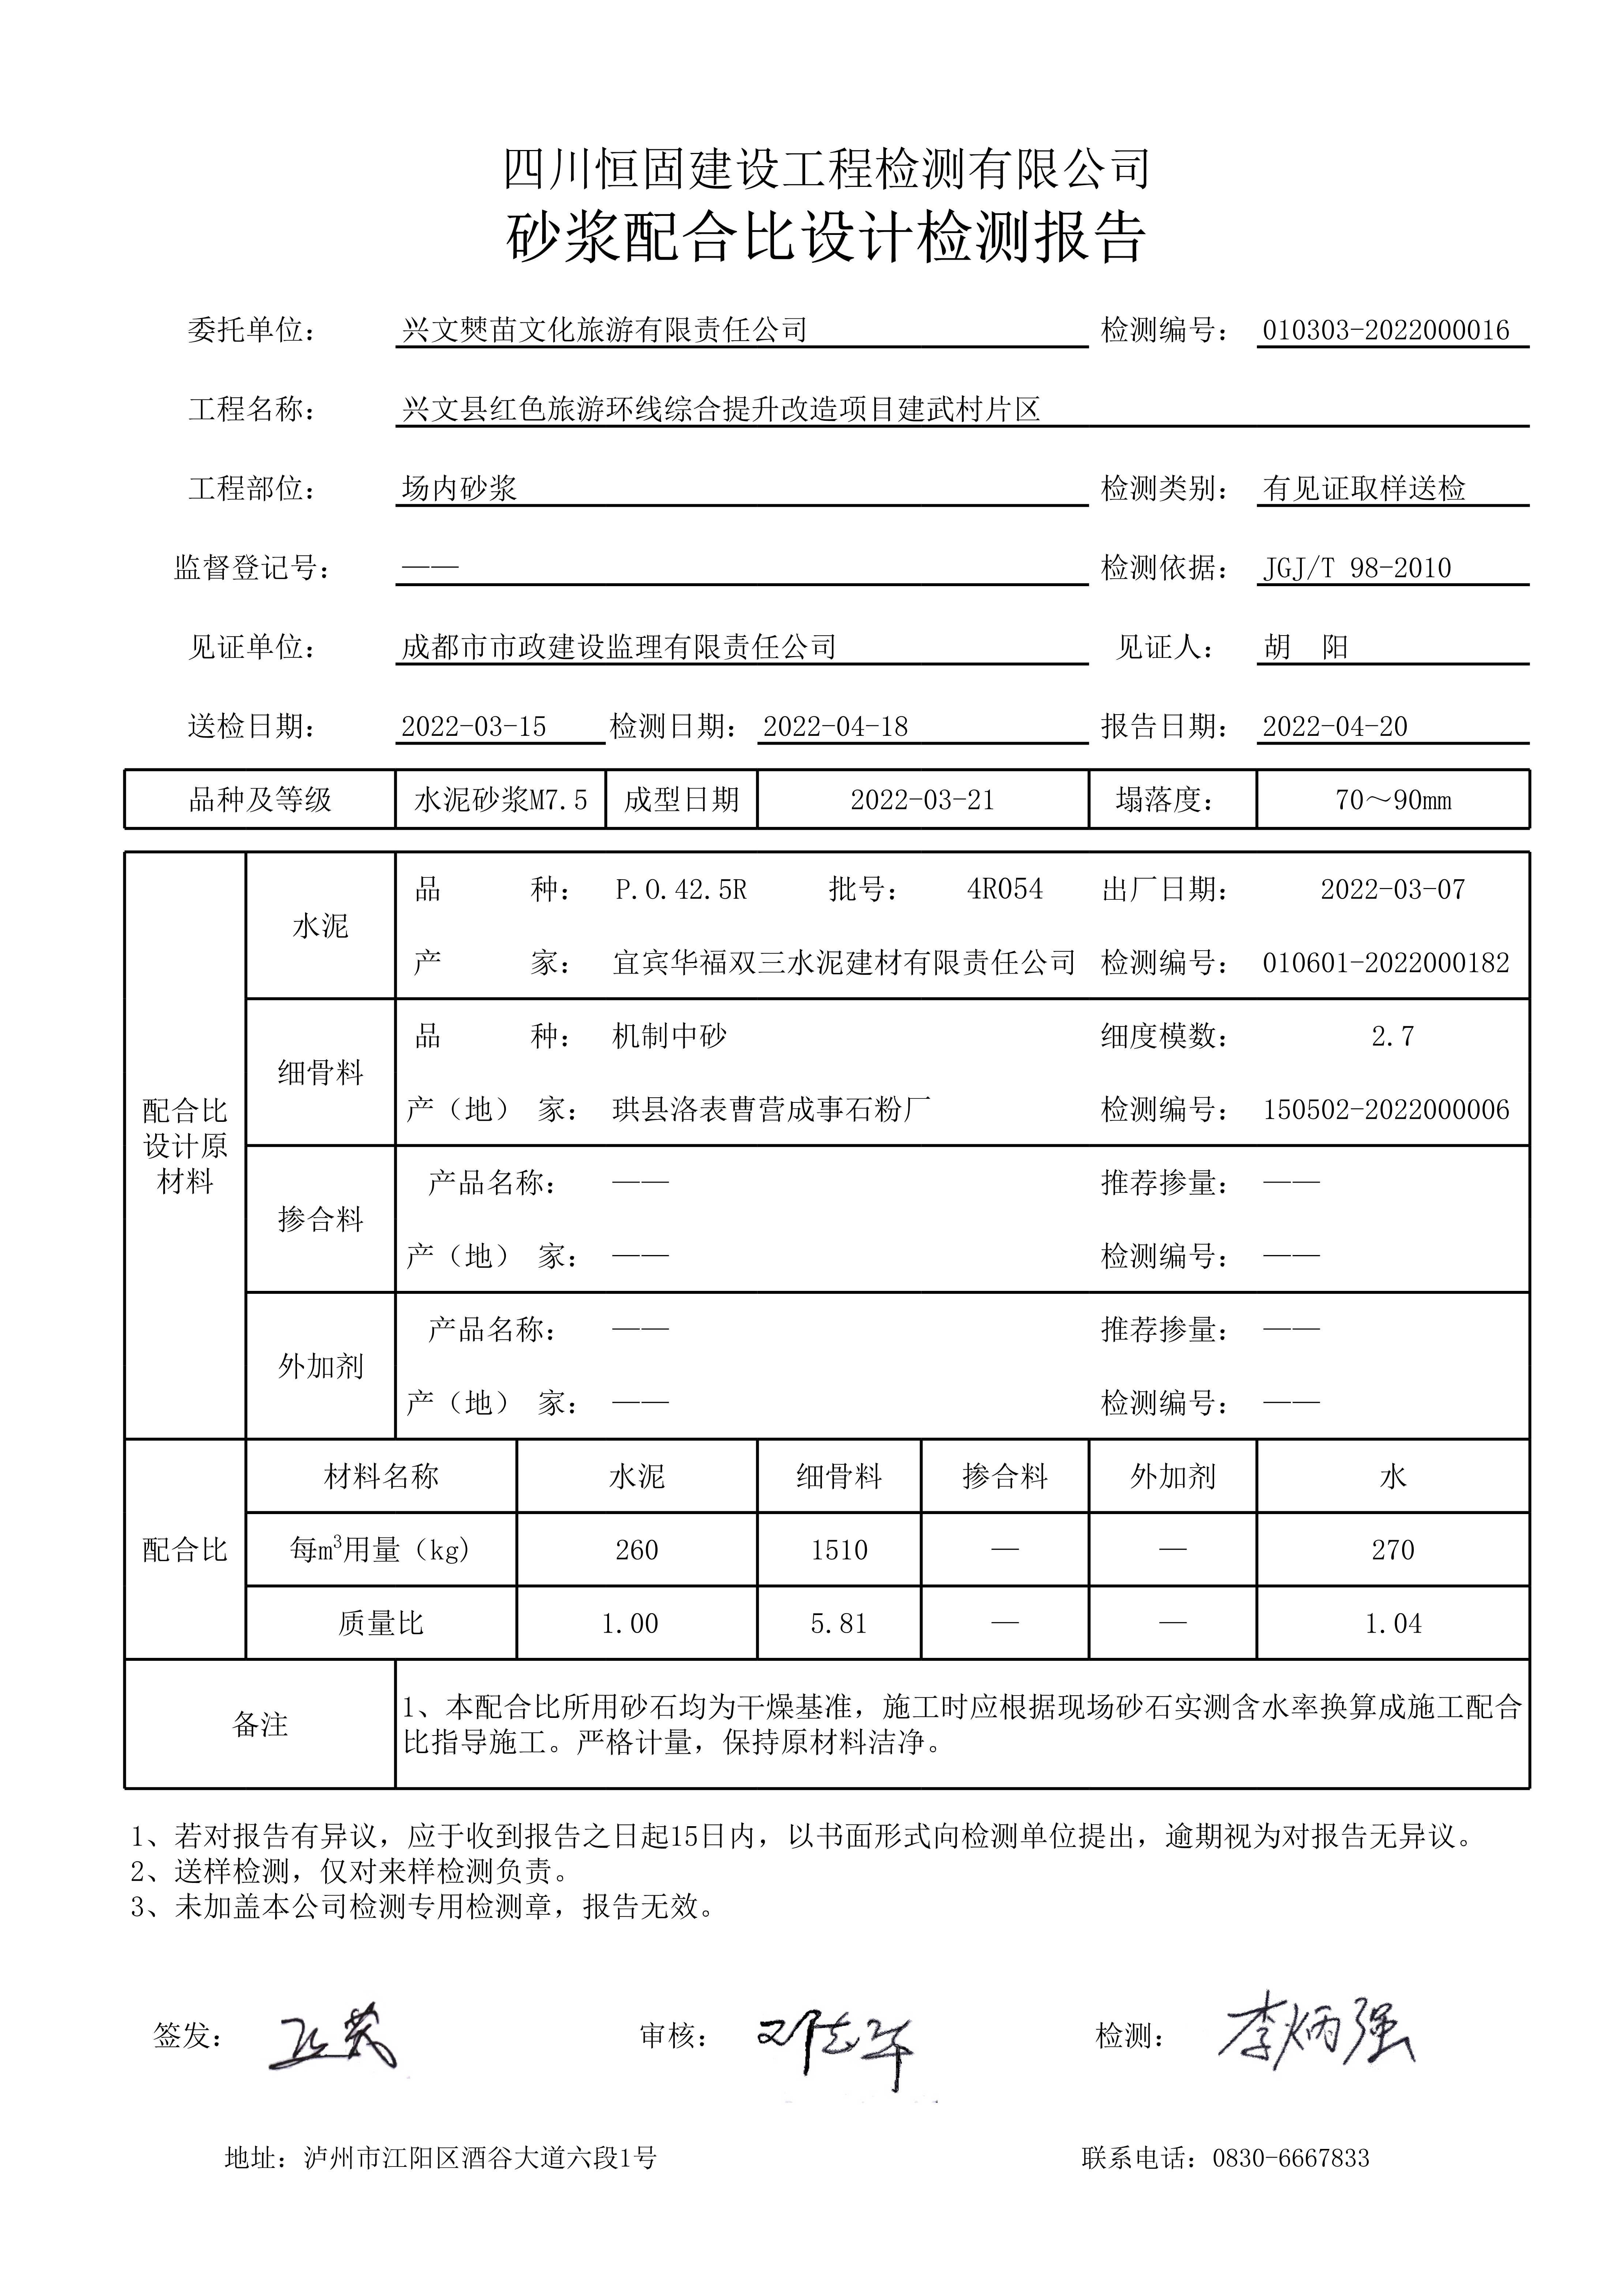 四川恒固建设工程检测有限公司
砂浆配合比设计检测报告
委托单位： 兴文僰苗文化旅游有限责任公司 检测编号： 010303-2022000016
工程名称： 兴文县红色旅游环线综合提升改造项目建武村片区
工程部位： 场内砂浆 检测类别： 有见证取样送检
监督登记号： —— 检测依据： JGJ/T 98-2010
见证单位： 成都市市政建设监理有限责任公司 见证人： 胡 阳
送检日期： 2022-03-15 检测日期： 2022-04-18 报告日期： 2022-04-20
品种及等级 水泥砂浆M7.5 成型日期 2022-03-21 塌落度： 70～90mm
配合比设计原材料
水泥
品 种： P.O.42.5R 批号： 4R054 出厂日期： 2022-03-07
产 家： 宜宾华福双三水泥建材有限责任公司 检测编号： 010601-2022000182
细骨料
品 种： 机制中砂 细度模数： 2.7
产（地） 家： 珙县洛表曹营成事石粉厂 检测编号： 150502-2022000006
掺合料
产品名称： —— 推荐掺量： ——
产（地） 家： —— 检测编号： ——
外加剂
产品名称： —— 推荐掺量： ——
产（地） 家： —— 检测编号： ——
配合比
材料名称 水泥 细骨料 掺合料 外加剂 水
每m³用量（kg) 260 1510 — — 270
质量比 1.00 5.81 — — 1.04
备注
1、本配合比所用砂石均为干燥基准，施工时应根据现场砂石实测含水率换算成施工配合
比指导施工。严格计量，保持原材料洁净。
1、若对报告有异议，应于收到报告之日起15日内，以书面形式向检测单位提出，逾期视为对报告无异议。
2、送样检测，仅对来样检测负责。
3、未加盖本公司检测专用检测章，报告无效。
签发： 审核： 检测： 李炳强
地址：泸州市江阳区酒谷大道六段1号 联系电话：0830-6667833